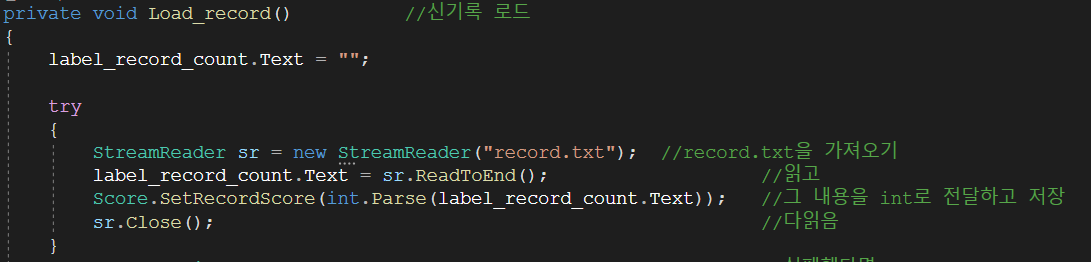 private void Load_record() //신기록 로드
{
label_record_count.Text = "";
try
{
StreamReader sr = new StreamReader("record.txt"); //record.txt을 가져오기
label_record_count.Text = sr.ReadToEnd(); //읽고
Score.SetRecordScore(int.Parse(label_record_count.Text)); //그 내용을 int로 전달하고 저장
sr.Close(); //다읽음
}